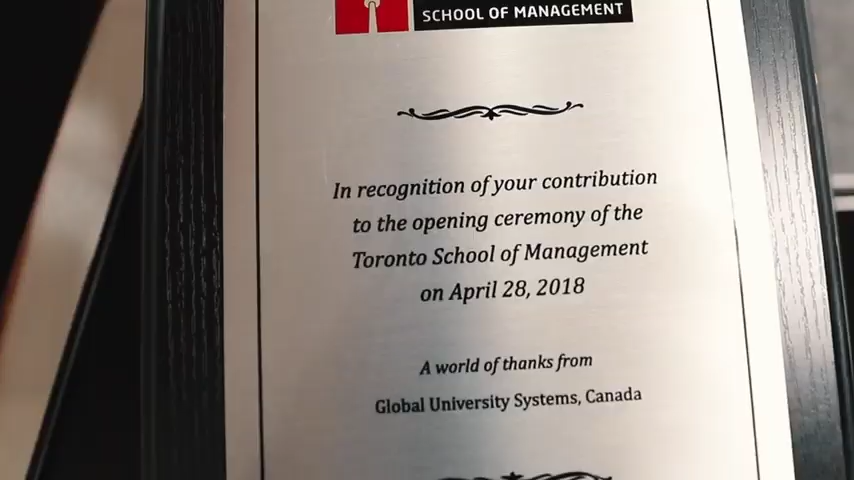 SCHOOL OF MANAGEMENT
In recognition of your contribution
to the opening ceremony of the
Toronto School of Management
on April 28, 2018
A world of thanks from
Global University Systems, Canada